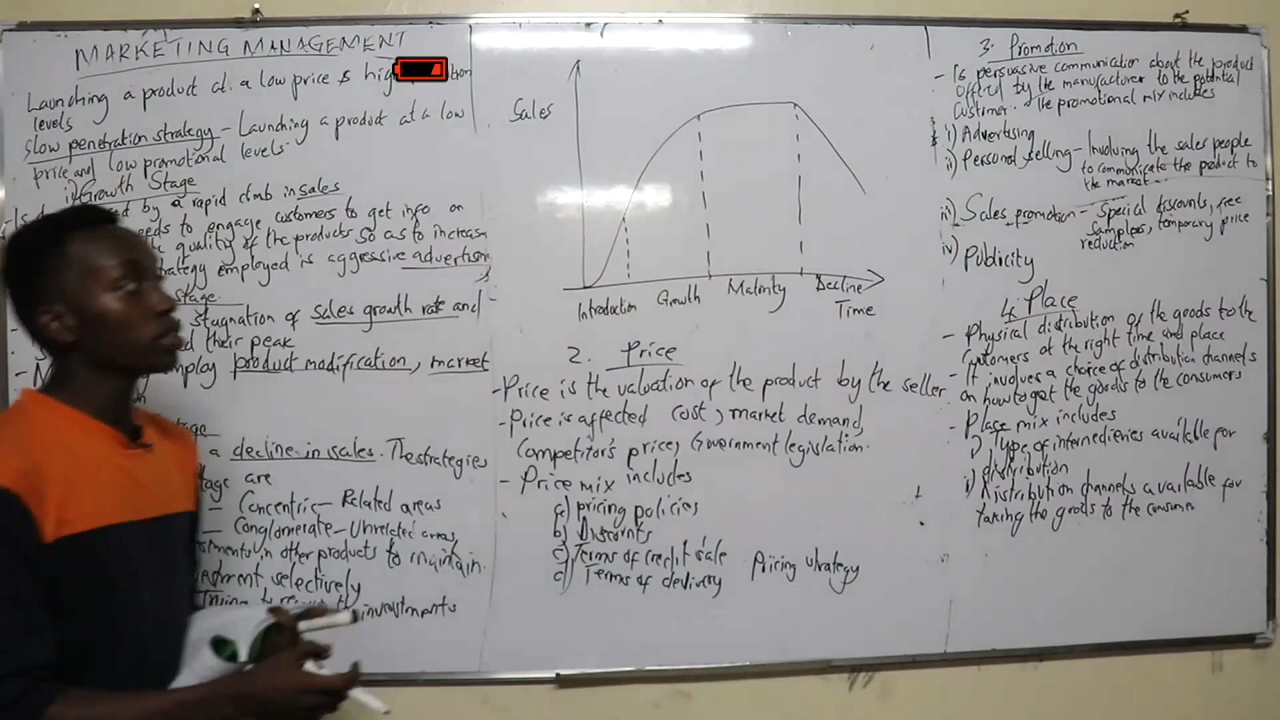 MARKETING MANAGEMENT
Launching a product at a low price &
levels
Slow penetration strategy - Launching a product at a low
price and low promotional levels.
ii) Growth Stage
by a rapid climb in sales
needs to engage customers to get info on
quality of the products so as to increase
employed is aggressive advertisin
Stage
stagnation of sales growth rate and
their peak
employ product modification, market
a decline in sales. The strategies
are
- Concentric - Related areas
- Conglomerate - Unrelated areas
in other products to maintain
selectively
investments
Sales
Introduction Growth Maturity Decline
Time
2. Price
- Price is the valuation of the product by the seller
- Price is affected cost, market demand,
Competitor's price, Government legislation.
- Price mix includes
a) pricing policies
b) Discounts
c) Terms of credit sale
d) Terms of delivery
Pricing strategy
3. Promotion
- Is persuasive communication about the product
offered by the manufacturer to the potential
customer. The promotional mix includes
i) Advertising
ii) Personal selling - Involving the sales people
to communicate the product to
the market
iii) Sales promotion - Special discounts, free
samples, temporary price
reduction
iv) Publicity
4. Place
- Physical distribution of the goods to the
customers at the right time and place
- It involves a choice of distribution channels
on how to get the goods to the consumers
- Place mix includes
i) Type of available for
distribution
Distribution channels available for
taking the goods to the consumer